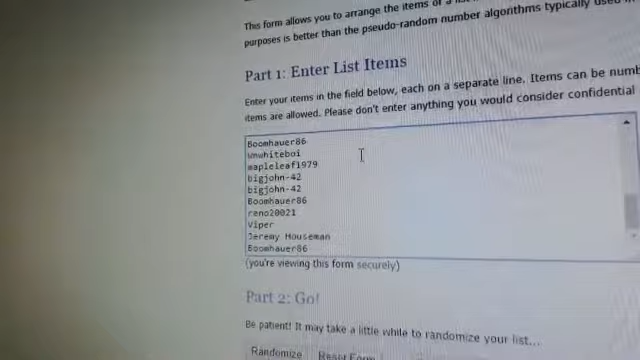 This form allows you to arrange the items of a
purposes is better than the pseudo-random number algorithms typically used
Part 1: Enter List Items
Enter your items in the field below, each on a separate line. Items can be numb
items are allowed. Please don't enter anything you would consider confidential
Boomhauer86
Wnwhiteboi
mapleleaf1979
bigjohn-42
bigjohn-42
Boomhauer86
reno20021
Viper
Jeremy Houseman
Boomhauer86
(you're viewing this form securely)
Part 2: Go!
Be patient! It may take a little while to randomize your list...
Randomize Reset Form